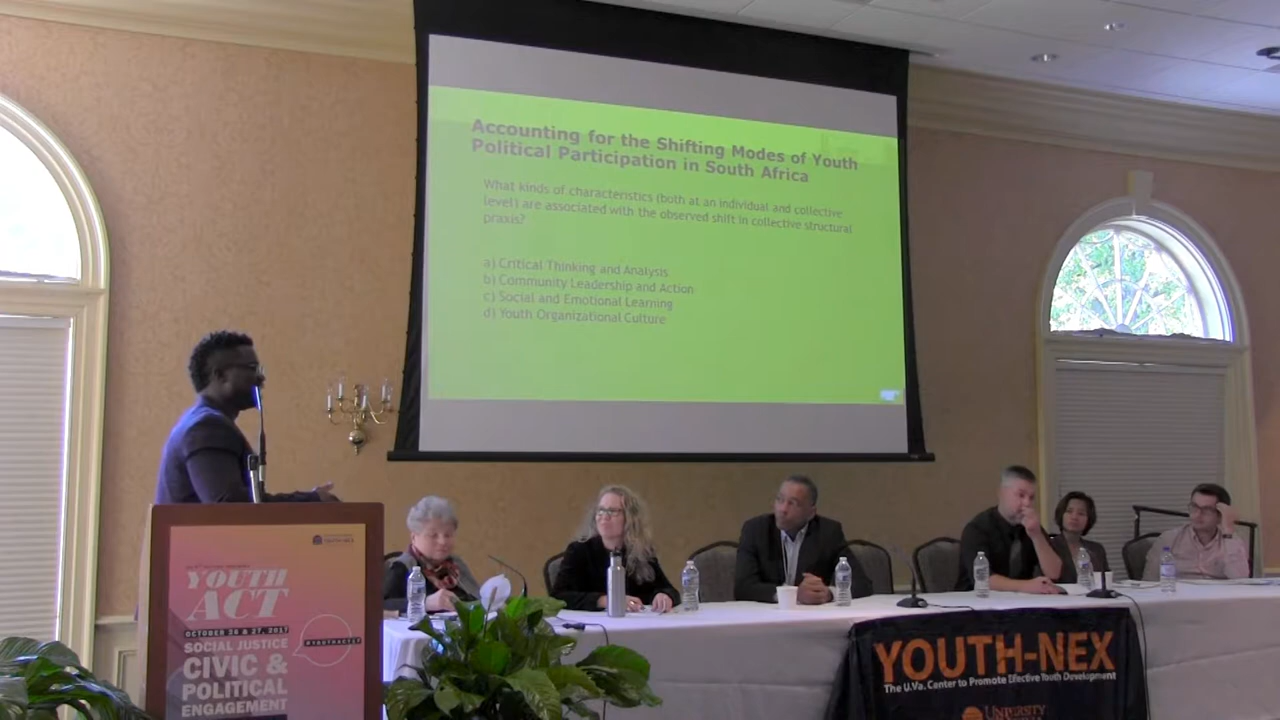 Accounting for the Shifting Modes of Youth
Political Participation in South Africa
What kinds of characteristics (both at an individual and collective
level) are associated with the observed shift in collective structural
praxis?
a) Critical Thinking and Analysis
b) Community Leadership and Action
c) Social and Emotional Learning
d) Youth Organizational Culture
YOUTH
ACT
OCTOBER 26 & 27, 2017
#YOUTHACT17
SOCIAL JUSTICE
CIVIC &
POLITICAL
ENGAGEMENT
YOUTH-NEX
The U.Va. Center to Promote Effective Youth Development
UNIVERSITY